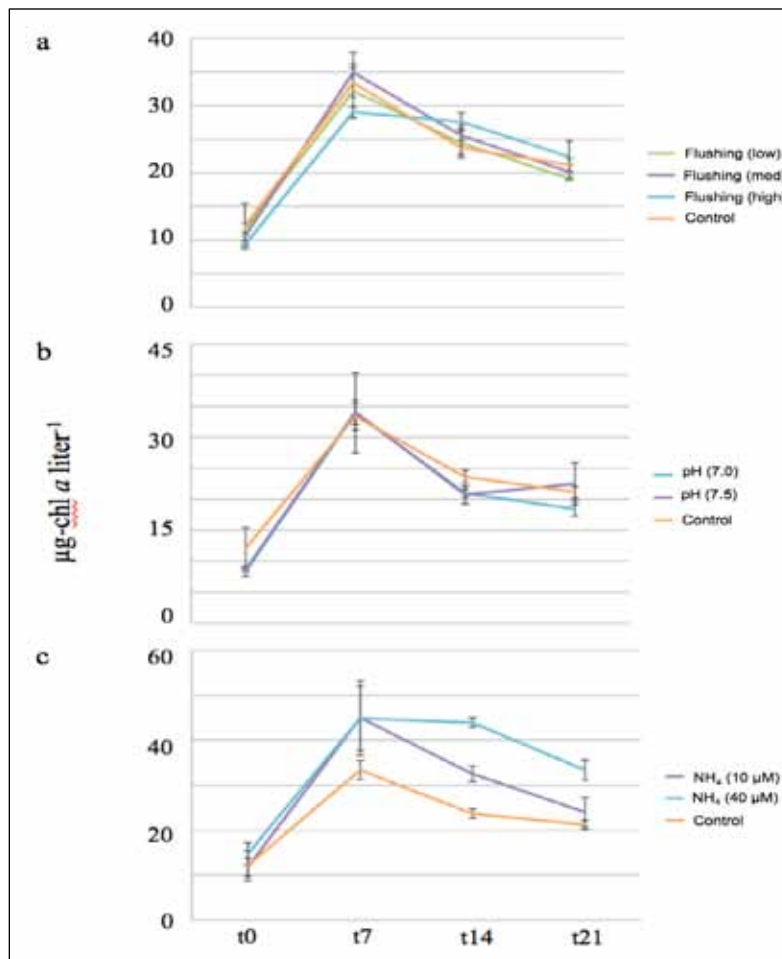 a
40
30
20
10
0
Flushing (low)
Flushing (med
Flushing (high)
Control
b
45
30
15
0
pH (7.0)
pH (7.5)
Control
µg-chl a liter¹
c
60
40
20
0
NH₄ (10 µM)
NH₄ (40 µM)
Control
t0 t7 t14 t21